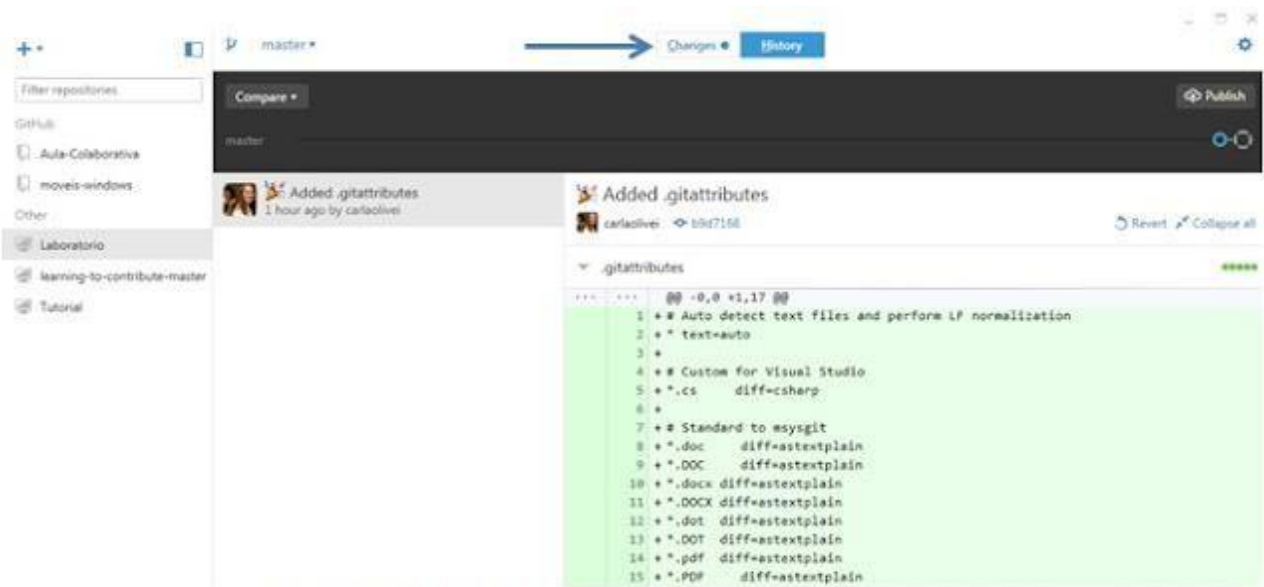 master
Changes
History
Filter repositories
Compare
Publish
GitHub
master
Aula-Colaborativa
moveis-windows
Other
Laboratorio
learning-to-contribute-master
Tutorial
Added .gitattributes
1 hour ago by carlaolivei
Added .gitattributes
carlaolivei b9d7168 Revert Collapse all
.gitattributes
... ... @@ -0,0 +1,17 @@
1 + # Auto detect text files and perform LF normalization
2 + * text=auto
3 +
4 + # Custom for Visual Studio
5 + *.cs diff=csharp
6 +
7 + # Standard to msysgit
8 + *.doc diff=astextplain
9 + *.DOC diff=astextplain
10 + *.docx diff=astextplain
11 + *.DOCX diff=astextplain
12 + *.dot diff=astextplain
13 + *.DOT diff=astextplain
14 + *.pdf diff=astextplain
15 + *.PDF diff=astextplain